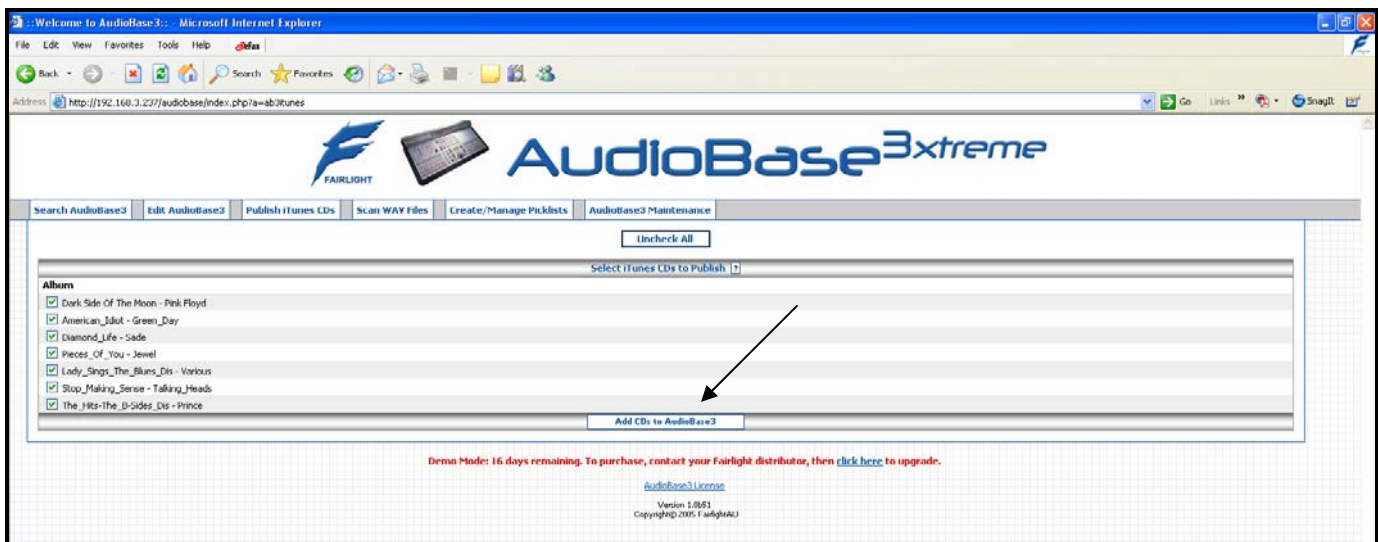 ::Welcome to AudioBase3:: - Microsoft Internet Explorer
File Edit View Favorites Tools Help eFax
Back Search Favorites
Address http://192.168.3.237/audiobase/index.php?a=ab3itunes Go Links » SnagIt
FAIRLIGHT AudioBase3xtreme
Search AudioBase3 Edit AudioBase3 Publish iTunes CDs Scan WAV Files Create/Manage Picklists AudioBase3 Maintenance
Uncheck All
Select iTunes CDs to Publish ?
Album
Dark Side Of The Moon - Pink Floyd
American_Idiot - Green_Day
Diamond_Life - Sade
Pieces_Of_You - Jewel
Lady_Sings_The_Blues_Dis - Various
Stop_Making_Sense - Talking_Heads
The_Hits-The_B-Sides_Dis - Prince
Add CDs to AudioBase3
Demo Mode: 16 days remaining. To purchase, contact your Fairlight distributor, then click here to upgrade.
AudioBase3 License
Version 1.0b51
Copyright© 2005 FairlightAU